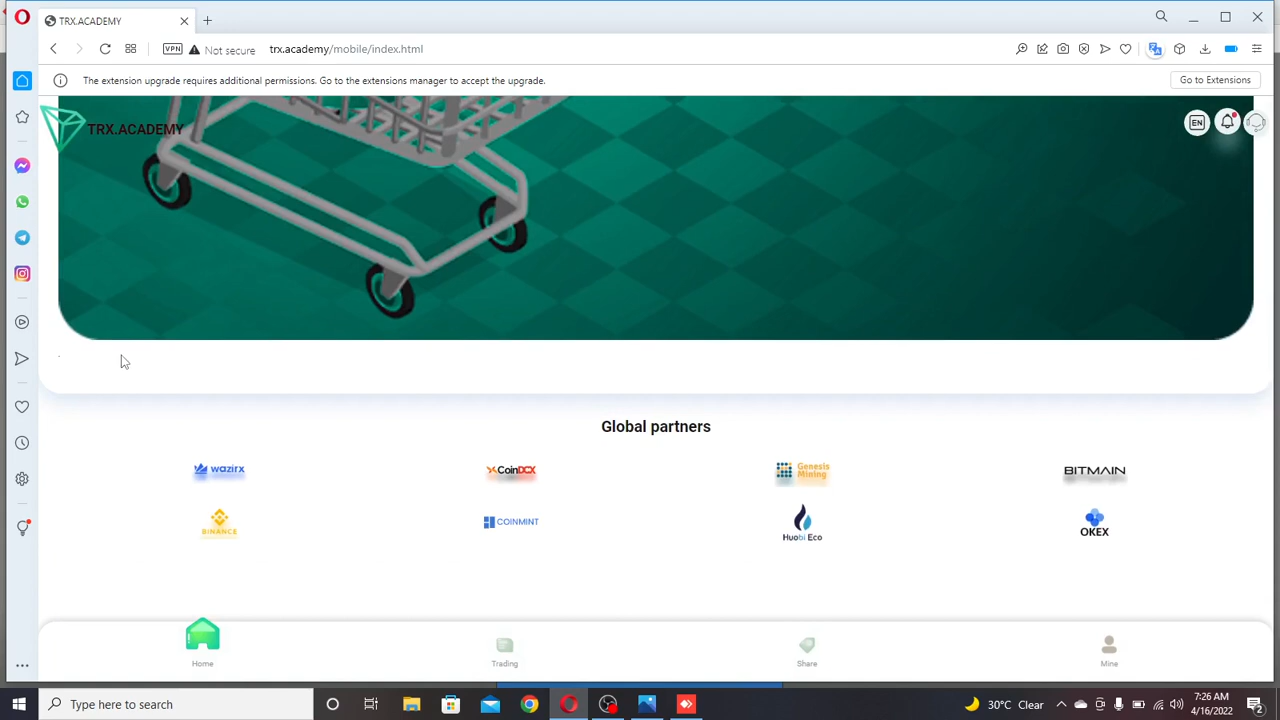 TRX.ACADEMY
VPN Not secure trx.academy/mobile/index.html
The extension upgrade requires additional permissions. Go to the extensions manager to accept the upgrade. Go to Extensions
TRX.ACADEMY EN
Global partners
wazirx CoinDCX Genesis Mining BITMAIN
BINANCE COINMINT Huobi Eco OKEX
Home Trading Share Mine
Type here to search 30°C Clear 7:26 AM
4/16/2022 2